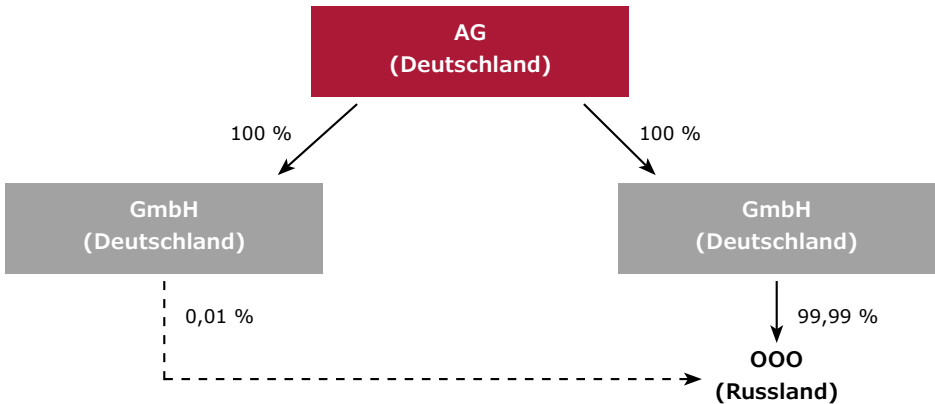 AG
(Deutschland)
100 %
100 %
GmbH
(Deutschland)
GmbH
(Deutschland)
0,01 %
99,99 %
OOO
(Russland)